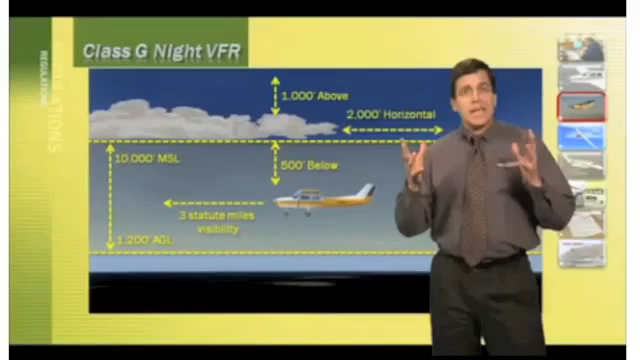 Class G Night VFR
REGULATIONS
1,000' Above
2,000' Horizontal
10,000' MSL
500' Below
3 statute miles
visibility
1,200' AGL